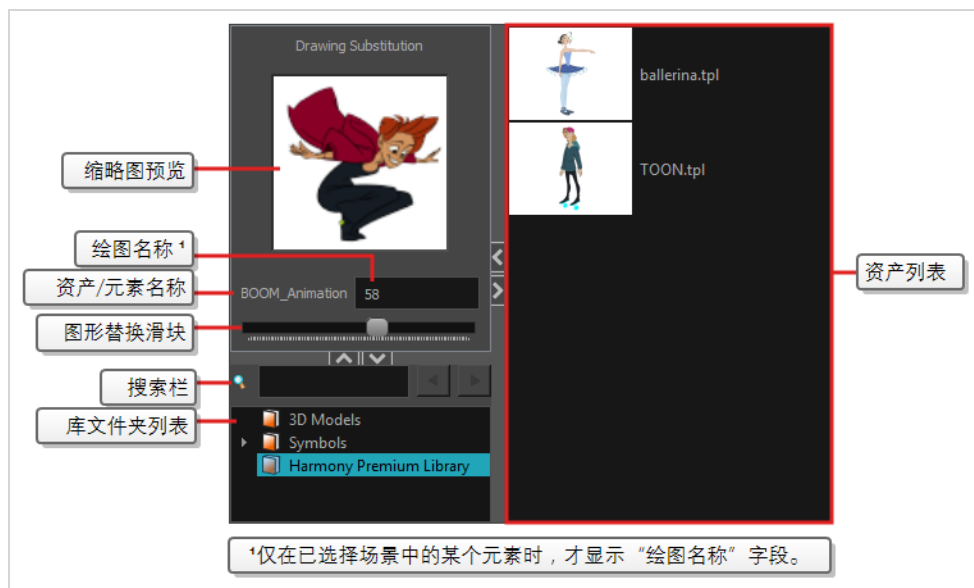 Drawing Substitution
缩略图预览
绘图名称 ¹
资产/元素名称
BOOM_Animation 58
图形替换滑块
搜索栏
库文件夹列表
3D Models
Symbols
Harmony Premium Library
ballerina.tpl
TOON.tpl
资产列表
¹仅在已选择场景中的某个元素时，才显示“绘图名称”字段。